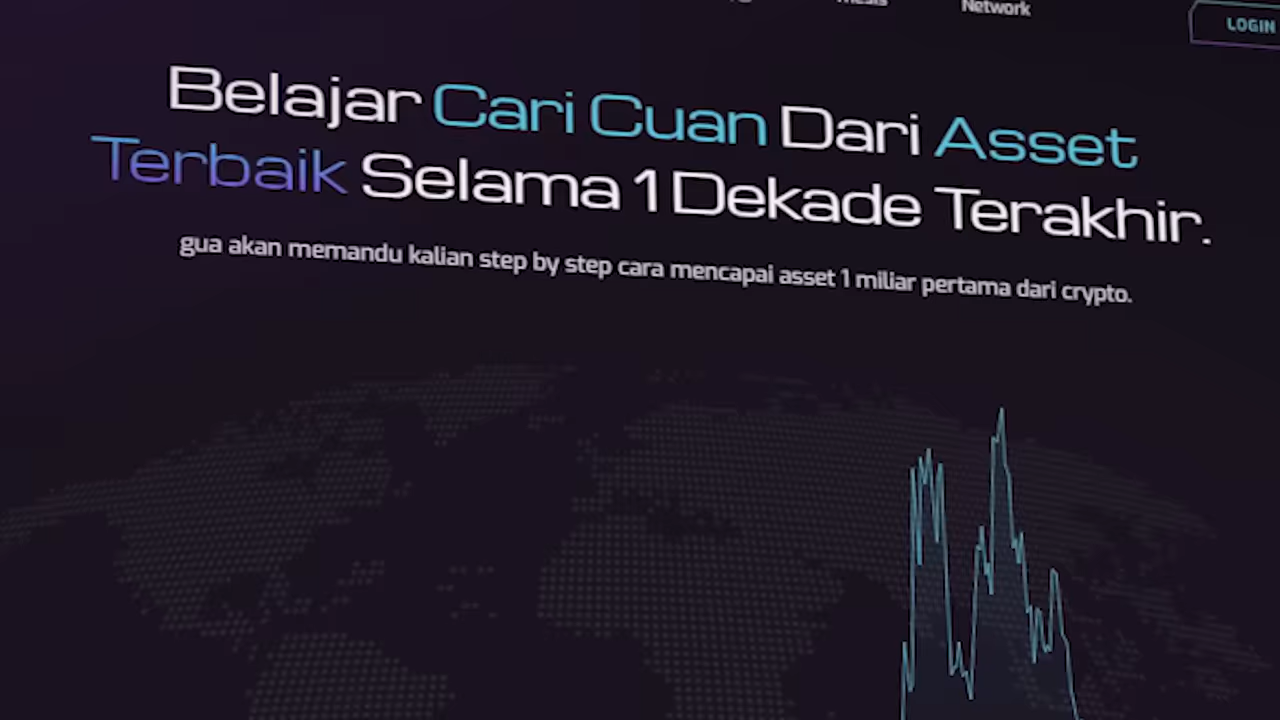 Network
LOGIN
Belajar Cari Cuan Dari Asset
Terbaik Selama 1 Dekade Terakhir.
gua akan memandu kalian step by step cara mencapai asset 1 miliar pertama dari crypto.